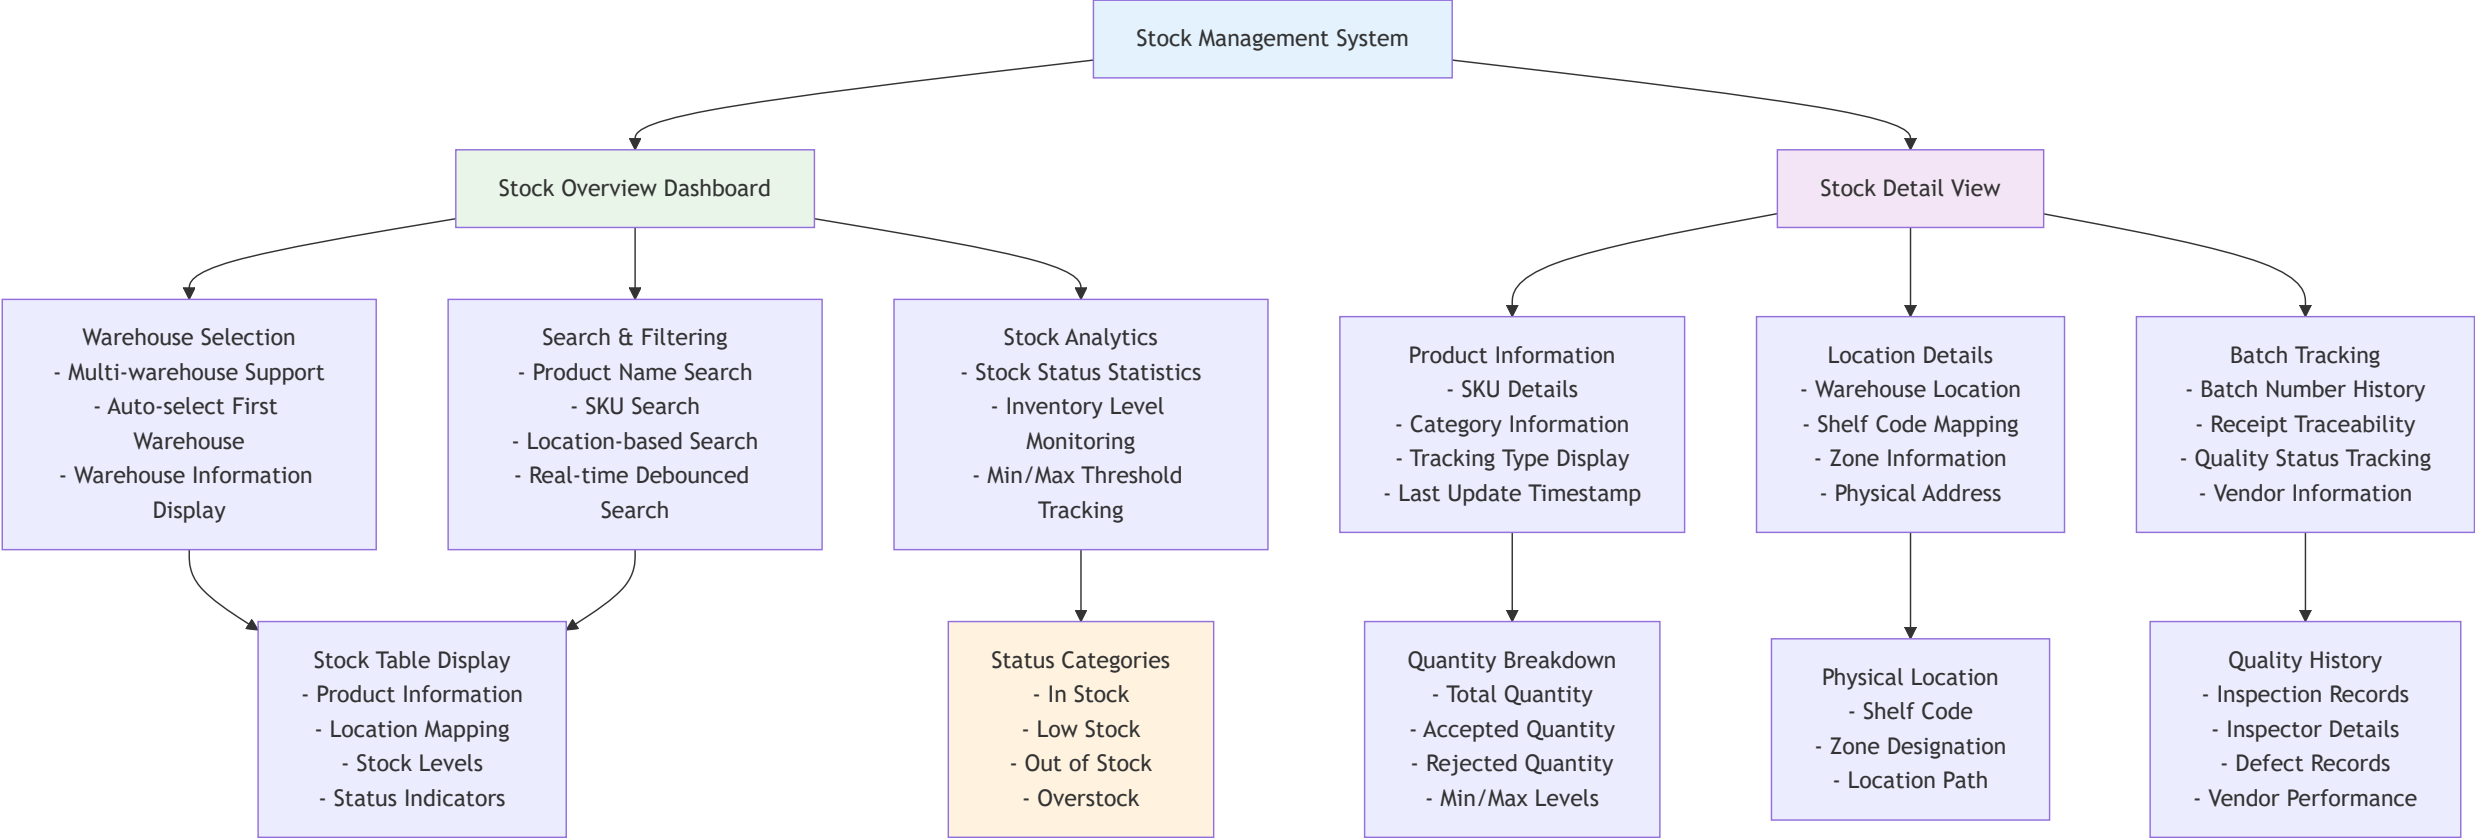 Stock Management System
Stock Overview Dashboard
Stock Detail View
Warehouse Selection
- Multi-warehouse Support
- Auto-select First
Warehouse
- Warehouse Information
Display
Search & Filtering
- Product Name Search
- SKU Search
- Location-based Search
- Real-time Debounced
Search
Stock Analytics
- Stock Status Statistics
- Inventory Level
Monitoring
- Min/Max Threshold
Tracking
Product Information
- SKU Details
- Category Information
- Tracking Type Display
- Last Update Timestamp
Location Details
- Warehouse Location
- Shelf Code Mapping
- Zone Information
- Physical Address
Batch Tracking
- Batch Number History
- Receipt Traceability
- Quality Status Tracking
- Vendor Information
Stock Table Display
- Product Information
- Location Mapping
- Stock Levels
- Status Indicators
Status Categories
- In Stock
- Low Stock
- Out of Stock
- Overstock
Quantity Breakdown
- Total Quantity
- Accepted Quantity
- Rejected Quantity
- Min/Max Levels
Physical Location
- Shelf Code
- Zone Designation
- Location Path
Quality History
- Inspection Records
- Inspector Details
- Defect Records
- Vendor Performance